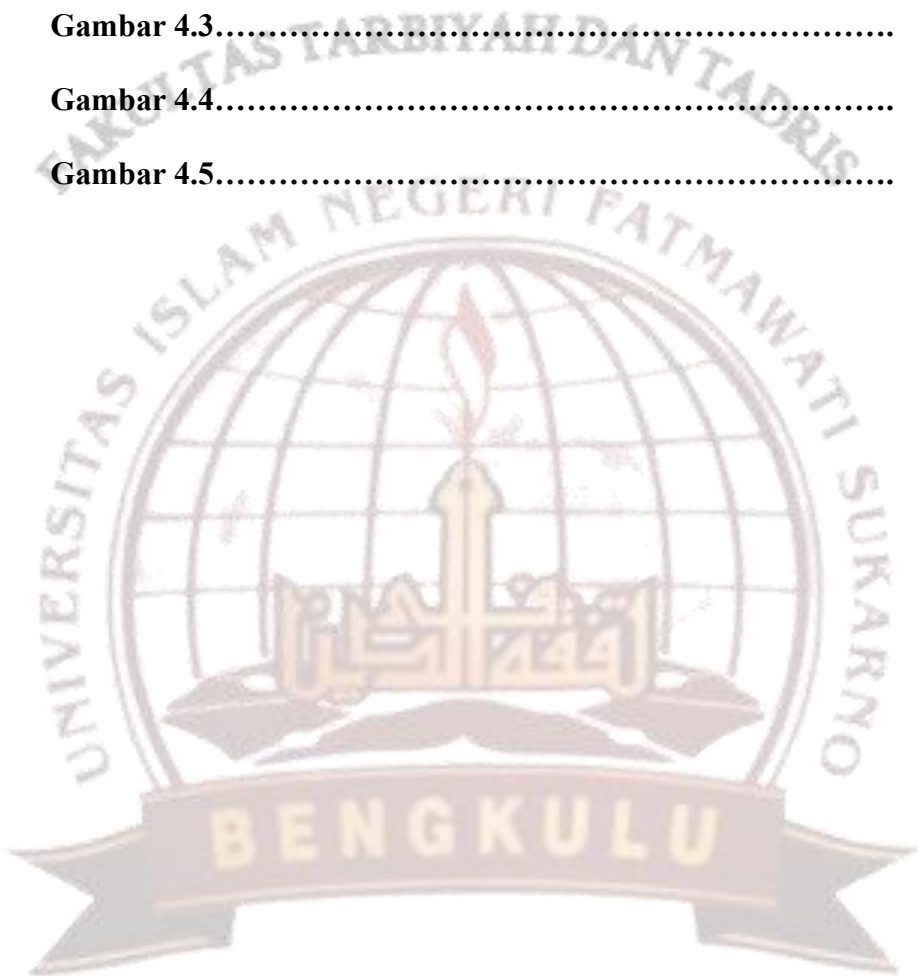 Gambar 4.3……………………………………………………….
FAKULTAS TARBIYAH DAN TADRIS
Gambar 4.4……………………………………………………….
Gambar 4.5……………………………………………………….
UNIVERSITAS ISLAM NEGERI FATMAWATI SUKARNO
BENGKULU